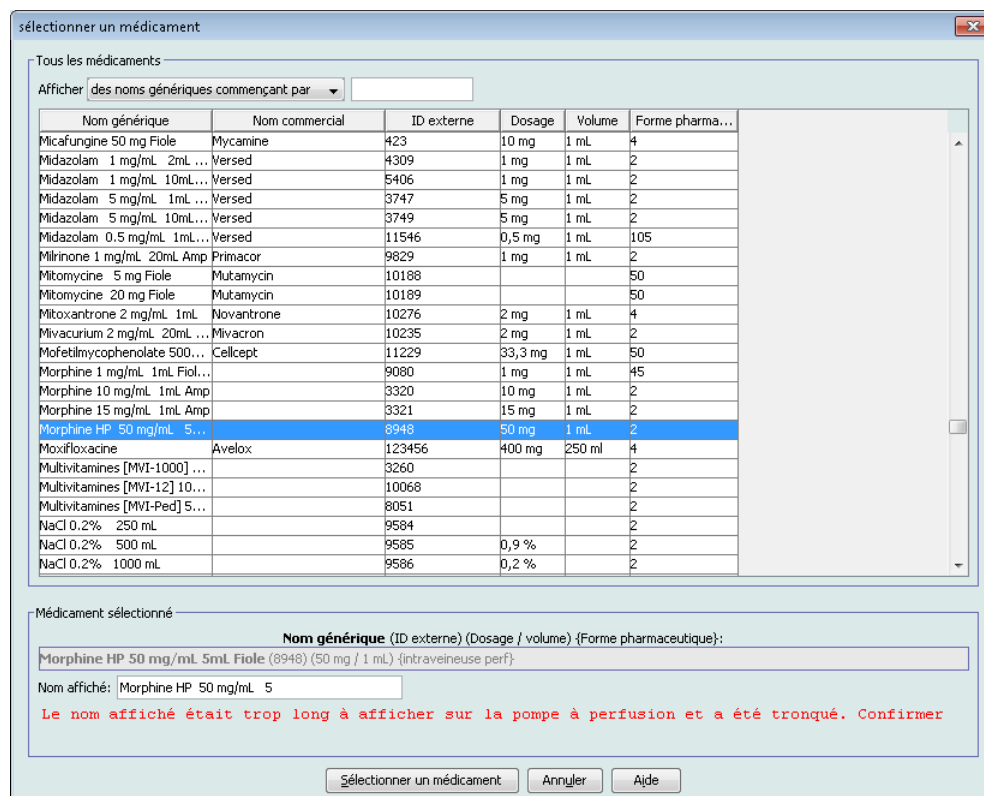 sélectionner un médicament
Tous les médicaments
Afficher des noms génériques commençant par
Nom générique Nom commercial ID externe Dosage Volume Forme pharma...
Micafungine 50 mg Fiole Mycamine 423 10 mg 1 mL 4
Midazolam 1 mg/mL 2mL ... Versed 4309 1 mg 1 mL 2
Midazolam 1 mg/mL 10mL... Versed 5406 1 mg 1 mL 2
Midazolam 5 mg/mL 1mL ... Versed 3747 5 mg 1 mL 2
Midazolam 5 mg/mL 10mL... Versed 3749 5 mg 1 mL 2
Midazolam 0.5 mg/mL 1mL... Versed 11546 0,5 mg 1 mL 105
Milrinone 1 mg/mL 20mL Amp Primacor 9829 1 mg 1 mL 2
Mitomycine 5 mg Fiole Mutamycin 10188 50
Mitomycine 20 mg Fiole Mutamycin 10189 50
Mitoxantrone 2 mg/mL 1mL Novantrone 10276 2 mg 1 mL 4
Mivacurium 2 mg/mL 20mL ... Mivacron 10235 2 mg 1 mL 2
Mofetilmycophenolate 500... Cellcept 11229 33,3 mg 1 mL 50
Morphine 1 mg/mL 1mL Fiol... 9080 1 mg 1 mL 45
Morphine 10 mg/mL 1mL Amp 3320 10 mg 1 mL 2
Morphine 15 mg/mL 1mL Amp 3321 15 mg 1 mL 2
Morphine HP 50 mg/mL 5... 8948 50 mg 1 mL 2
Moxifloxacine Avelox 123456 400 mg 250 ml 4
Multivitamines [MVI-1000] ... 3260 2
Multivitamines [MVI-12] 10... 10068 2
Multivitamines [MVI-Ped] 5... 8051 2
NaCl 0.2% 250 mL 9584 2
NaCl 0.2% 500 mL 9585 0,9 % 2
NaCl 0.2% 1000 mL 9586 0,2 % 2
Médicament sélectionné
Nom générique (ID externe) (Dosage / volume) {Forme pharmaceutique}:
Morphine HP 50 mg/mL 5mL Fiole (8948) (50 mg / 1 mL) {intraveineuse perf}
Nom affiché: Morphine HP 50 mg/mL 5
Le nom affiché était trop long à afficher sur la pompe à perfusion et a été tronqué. Confirmer
Sélectionner un médicament Annuler Aide